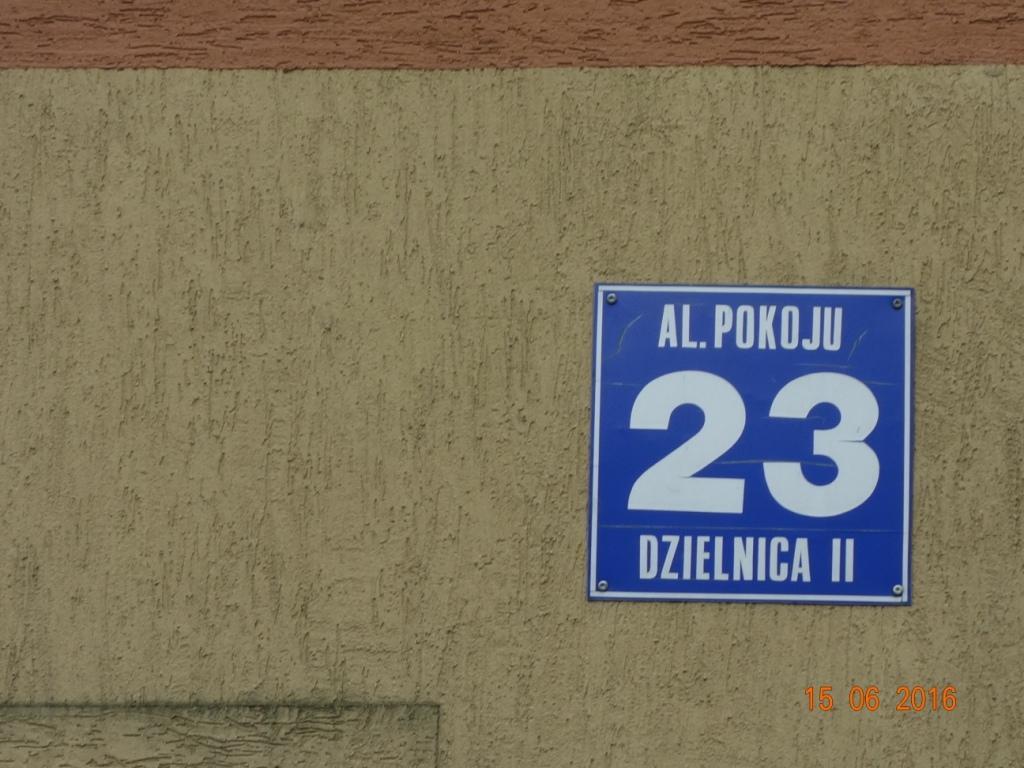 AL. POKOJU
23
DZIELNICA II
15 06 2016